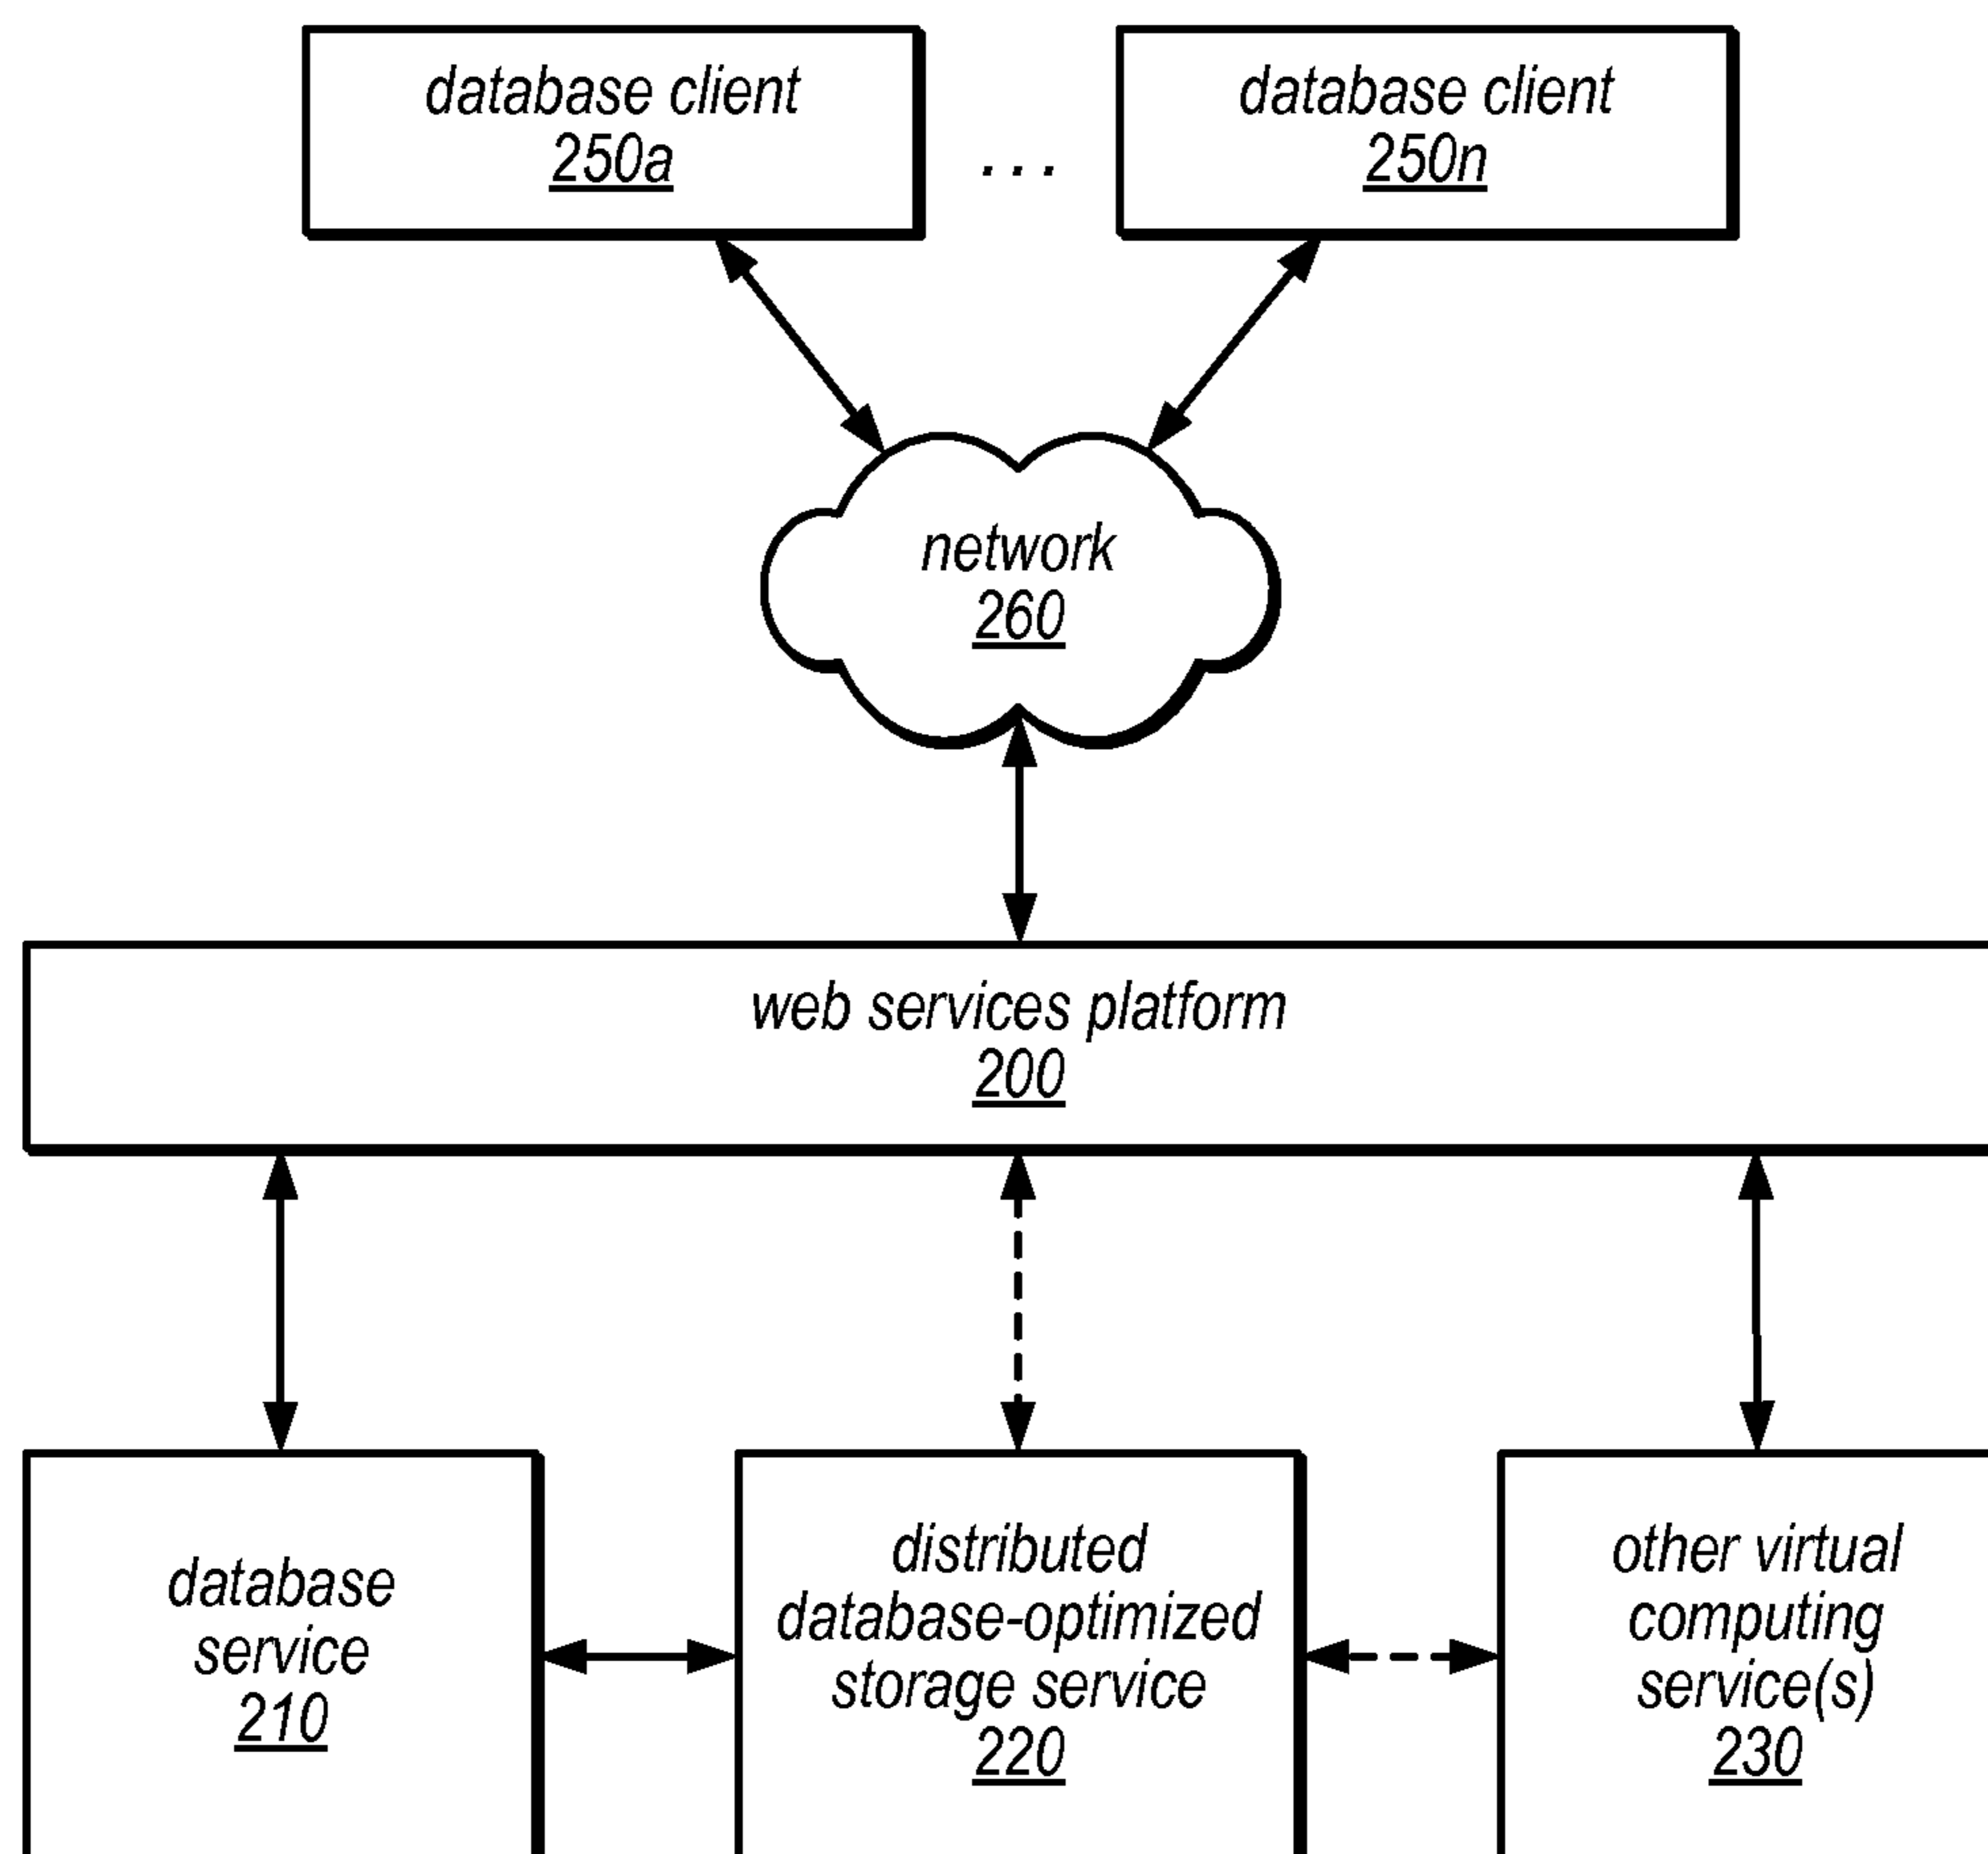 database client
250a
...
database client
250n
network
260
web services platform
200
database
service
210
distributed
database-optimized
storage service
220
other virtual
computing
service(s)
230